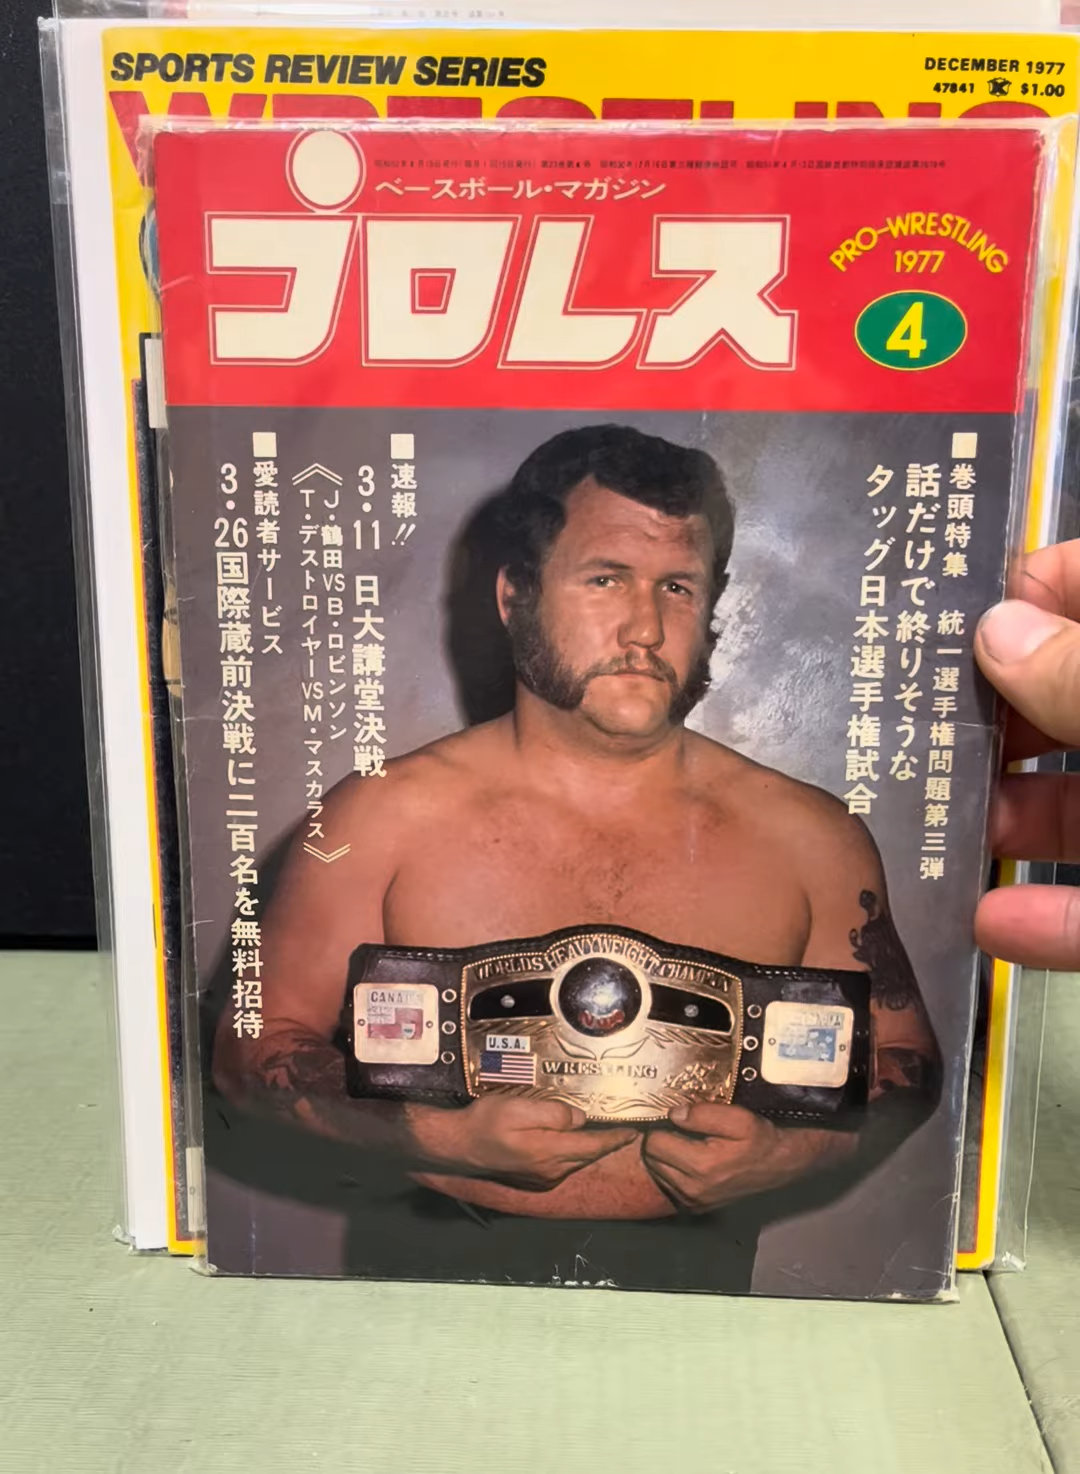 SPORTS REVIEW SERIES
DECEMBER 1977
47841 $1.00
WRESTLING
ベースボール・マガジン
プロレス
PRO-WRESTLING
1977
4
■巻頭特集 統一選手権問題第三弾
話だけで終りそうな
タッグ日本選手権試合
■速報!!
3・11 日大講堂決戦
《J・鶴田VSB・ロビンソン
T・デストロイヤーVSM・マスカラス》
■愛読者サービス
3・26国際蔵前決戦に二百名を無料招待
WORLDS HEAVYWEIGHT CHAMPION
CANADA
U.S.A.
WRESTLING